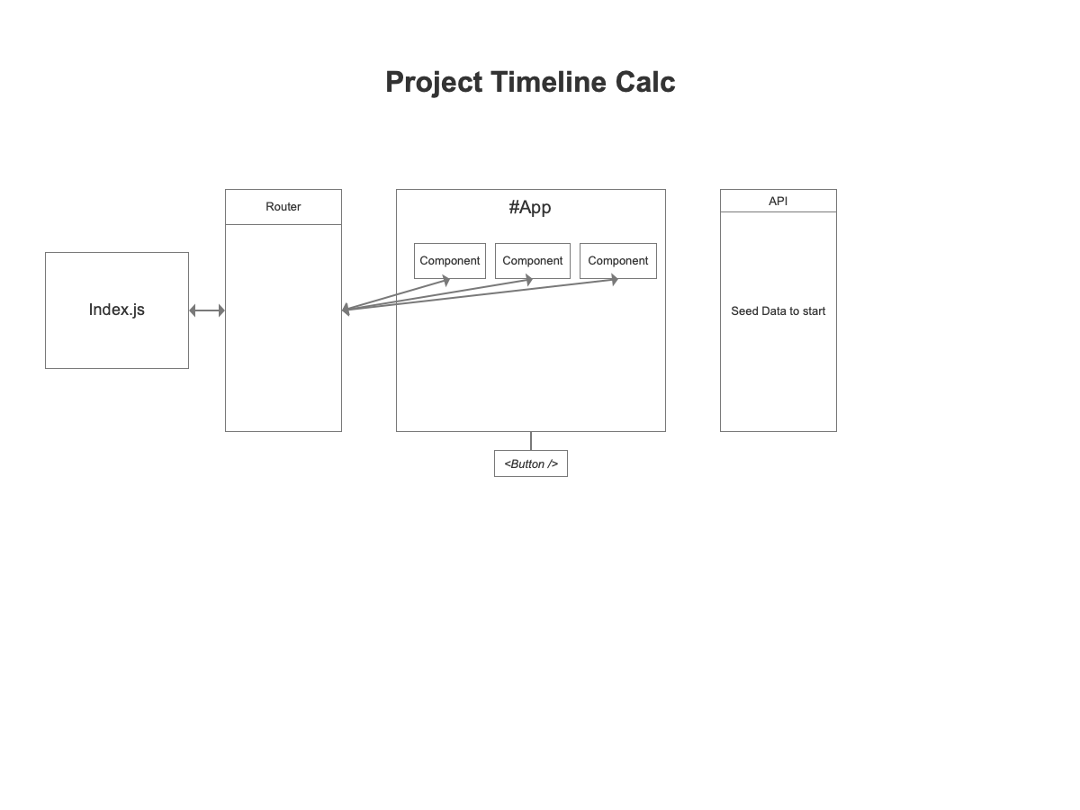 Project Timeline Calc
Router
#App
API
Component
Component
Component
Index.js
Seed Data to start
<Button />